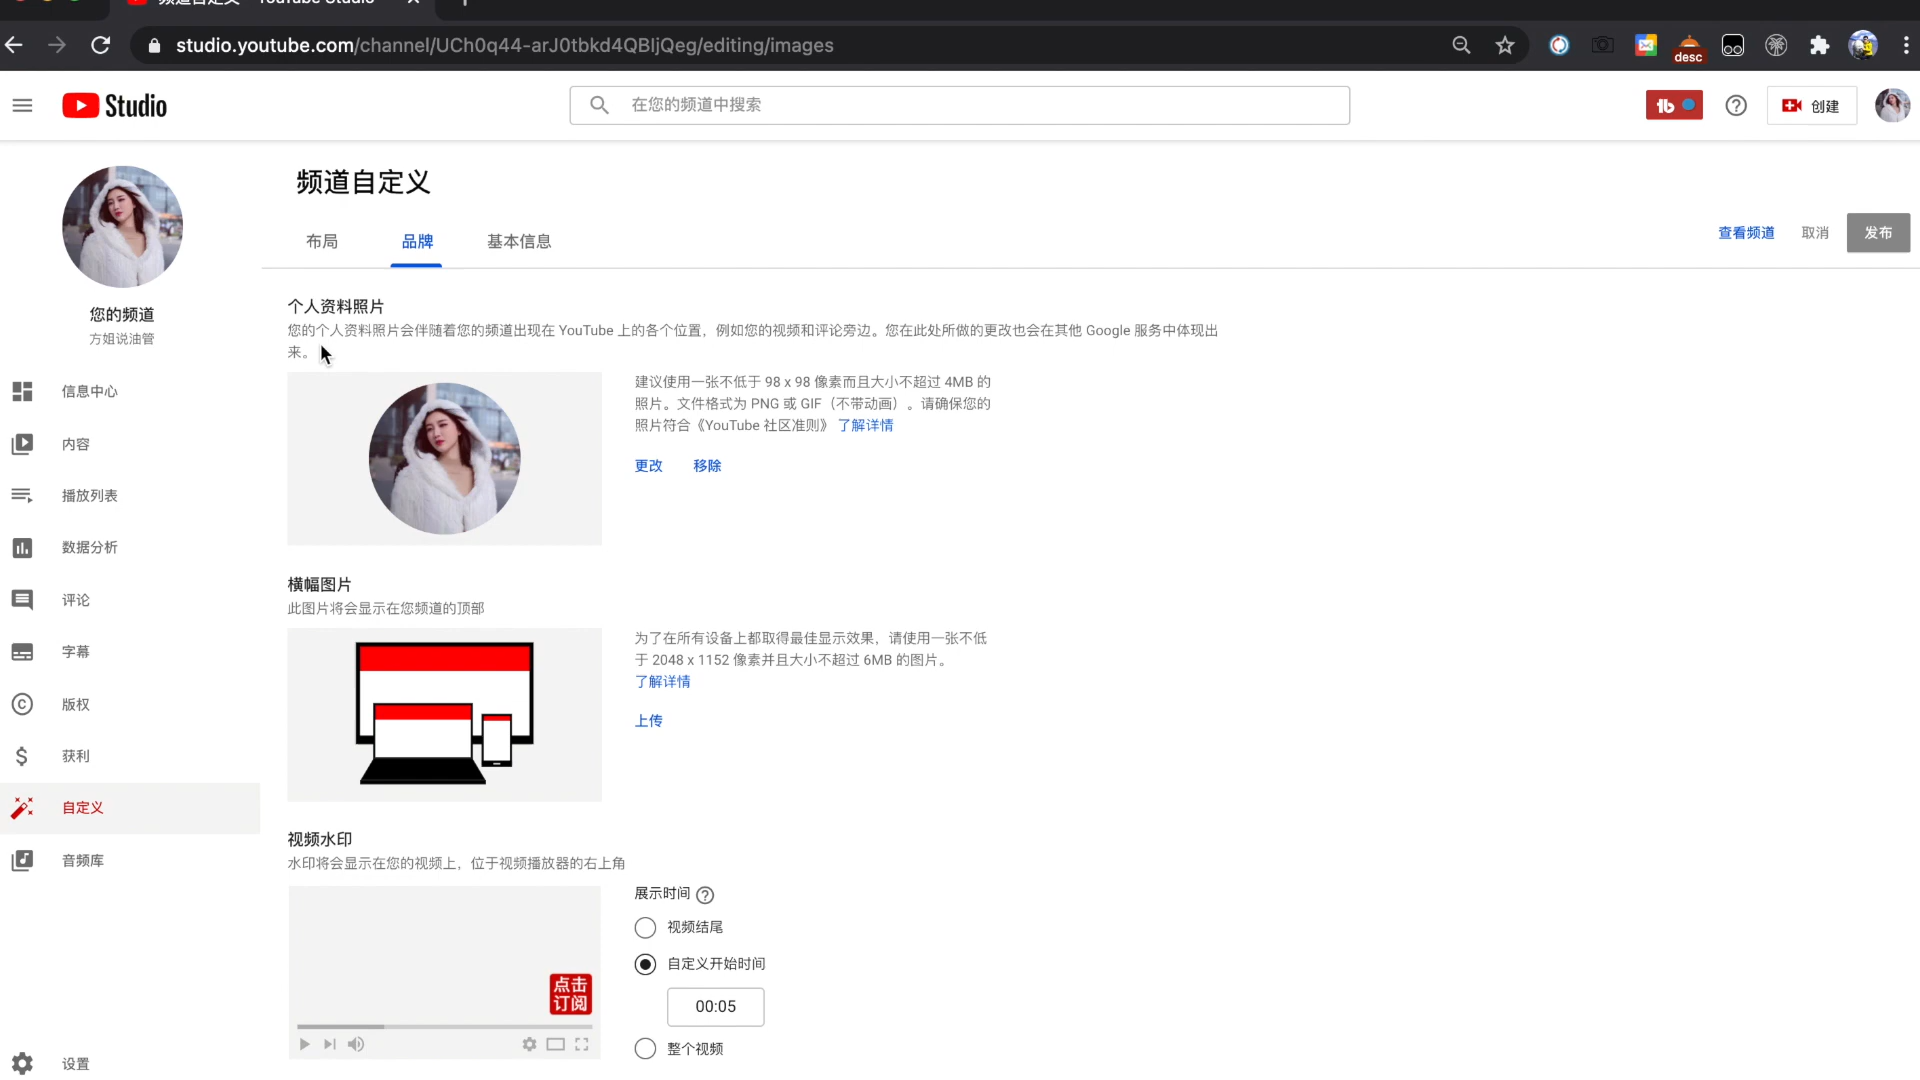 频道自定义 - YouTube Studio
studio.youtube.com/channel/UCh0q44-arJ0tbkd4QBIjQeg/editing/images
desc
Studio
在您的频道中搜索
创建
频道自定义
布局
品牌
基本信息
查看频道
取消
发布
您的频道
方姐说油管
信息中心
内容
播放列表
数据分析
评论
字幕
版权
获利
自定义
音频库
设置
个人资料照片
您的个人资料照片会伴随着您的频道出现在 YouTube 上的各个位置，例如您的视频和评论旁边。您在此处所做的更改也会在其他 Google 服务中体现出
来。
建议使用一张不低于 98 x 98 像素而且大小不超过 4MB 的
照片。文件格式为 PNG 或 GIF（不带动画）。请确保您的
照片符合《YouTube 社区准则》 了解详情
更改
移除
横幅图片
此图片将会显示在您频道的顶部
为了在所有设备上都取得最佳显示效果，请使用一张不低
于 2048 x 1152 像素并且大小不超过 6MB 的图片。
了解详情
上传
视频水印
水印将会显示在您的视频上，位于视频播放器的右上角
点击
订阅
展示时间
视频结尾
自定义开始时间
00:05
整个视频